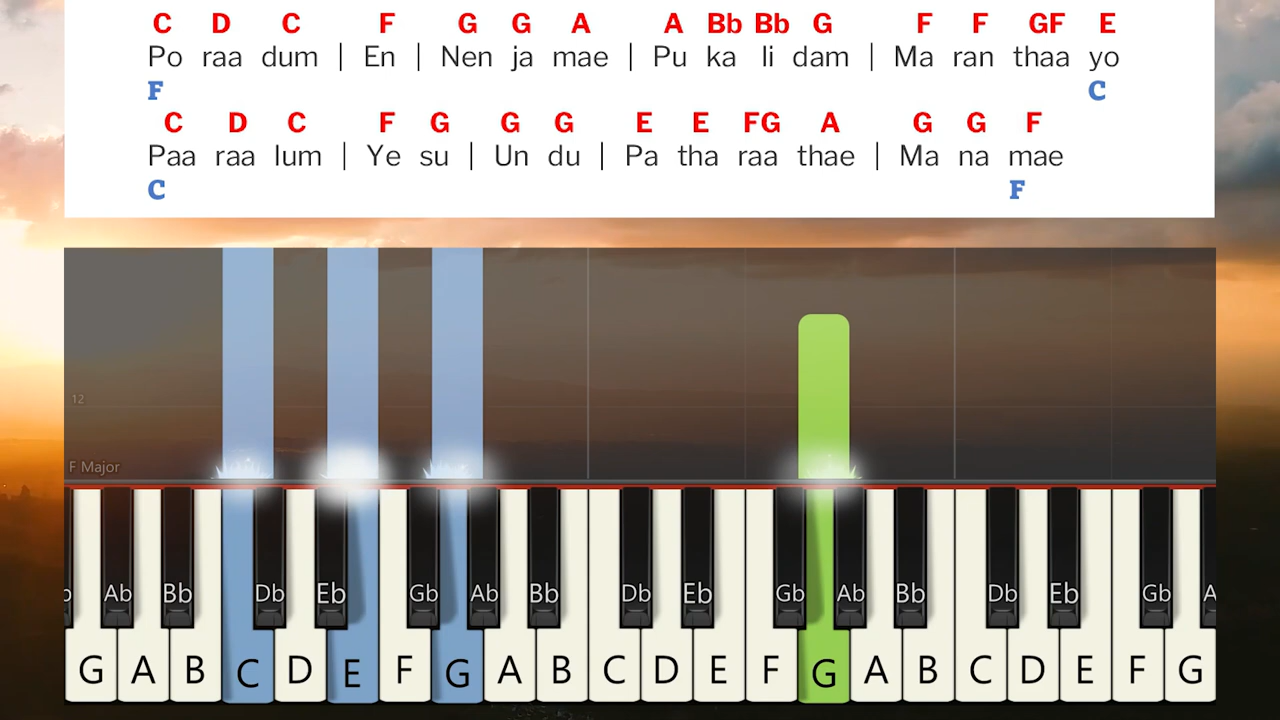 C D C F G G A A Bb Bb G F F GF E
Po raa dum | En | Nen ja mae | Pu ka li dam | Ma ran thaa yo
F C
C D C F G G G E E FG A G G F
Paa raa lum | Ye su | Un du | Pa tha raa thae | Ma na mae
C F
12
F Major
Ab Bb Db Eb Gb Ab Bb Db Eb Gb Ab Bb Db Eb Gb
G A B C D E F G A B C D E F G A B C D E F G